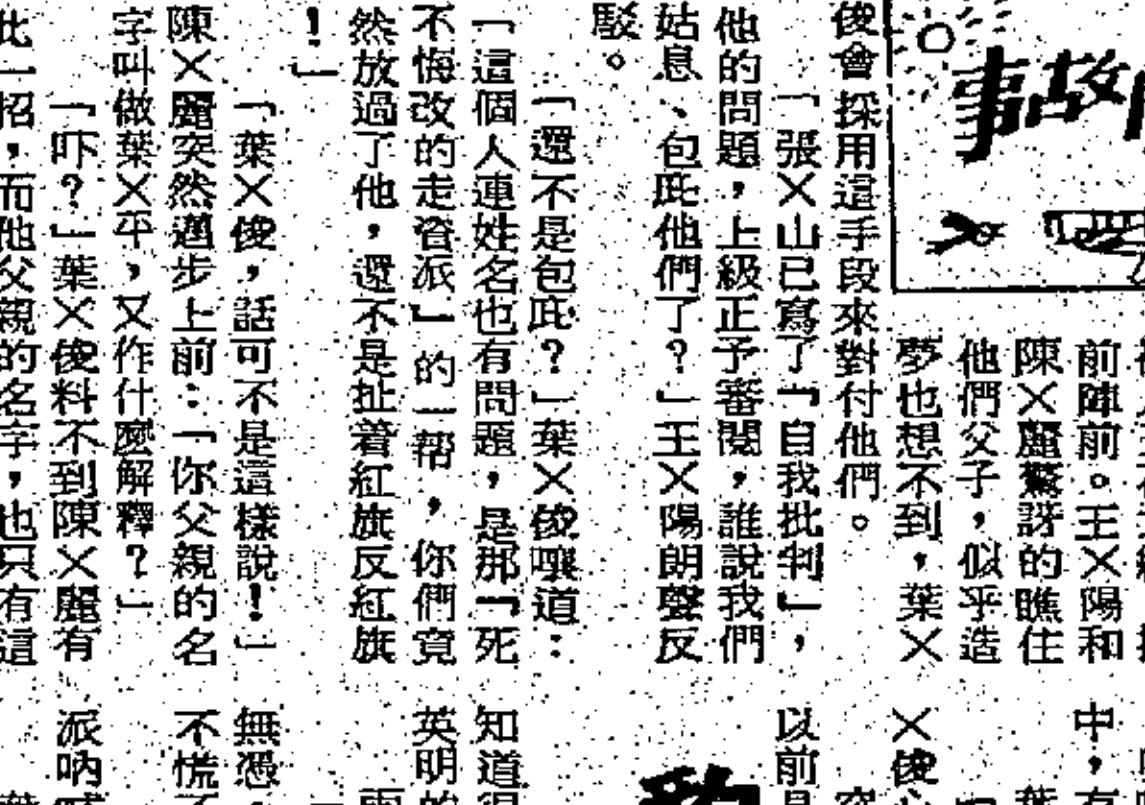 故事
前陣前。王×陽和
陳×麗驚訝的瞧住
他們父子，似乎造
夢也想不到，葉×
俊會採用這手段來對付他們。
「張×山已寫了「自我批判」，
他的問題，上級正予審閱，誰說我們
姑息、包庇他們了？」王×陽朗聲反
駁。
「還不是包庇？」葉×俊嚷道：
「這個人連姓名也有問題，是那「死
不悔改的走資派」的一帮，你們竟
然放過了他，還不是扯着紅旗反紅旗
！」
「葉×俊，話可不是這樣說！」
陳×麗突然邁步上前：「你父親的名
字叫做葉×平，又作什麼解釋？」
「吓？」葉×俊料不到陳×麗有
此一招，而他父親的名字，也只有這
中，有
×俊心
以前
知道得
英明的
無憑
不慌不
派吶喊